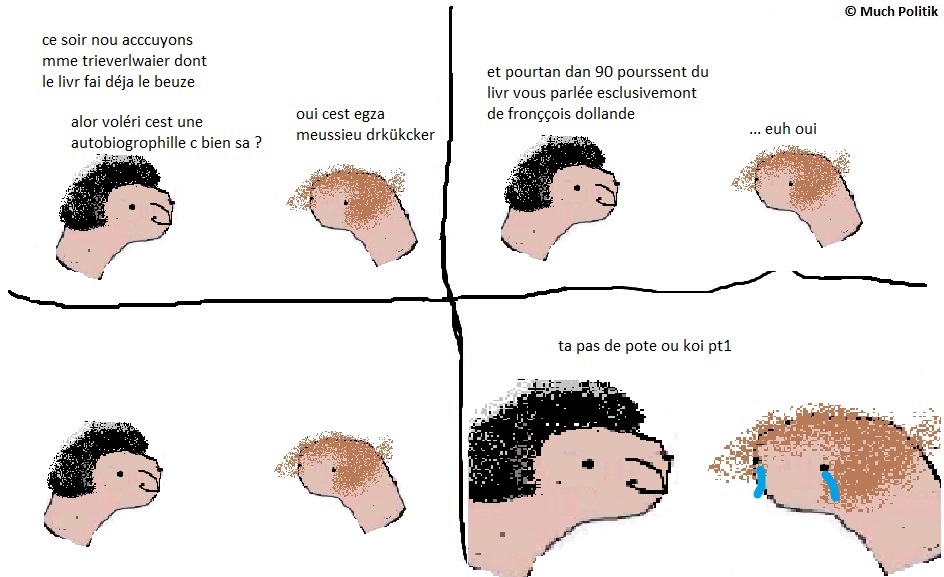 © Much Politik
ce soir nou acccuyons
mme trieverlwaier dont
le livr fai déja le beuze
alor voléri cest une
autobiogrophille c bien sa ?
oui cest egza
meussieu drkükcker
et pourtan dan 90 pourssent du
livr vous parlée esclusivemont
de fronççois dollande
... euh oui
ta pas de pote ou koi pt1